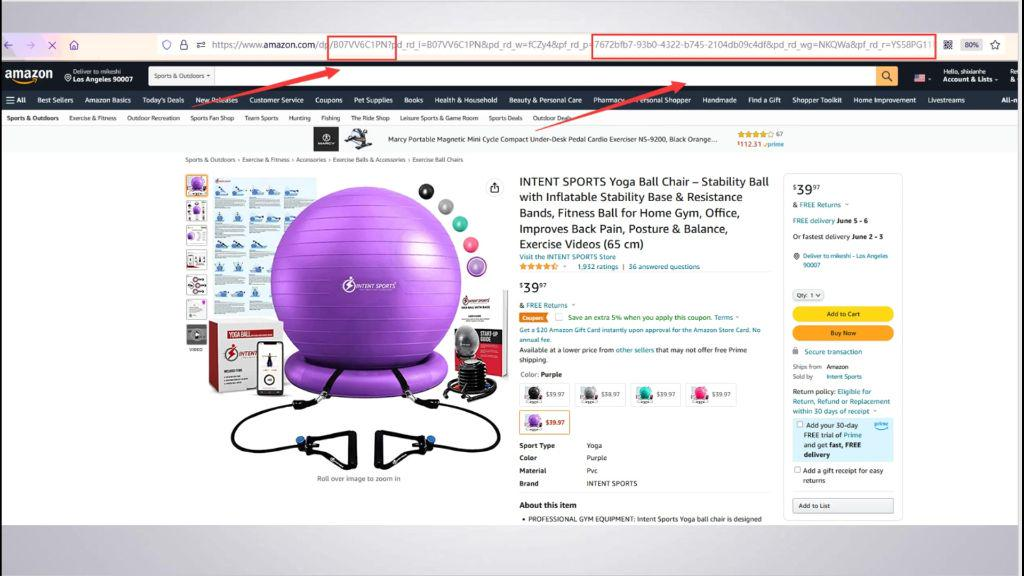 https://www.amazon.com/dp/B07VV6C1PN?pd_rd_i=B07VV6C1PN&pd_rd_w=fCZy4&pf_rd_p=7672bfb7-93b0-4322-b745-2104db09c4df&pd_rd_wg=NKQWa&pf_rd_r=YS58PG11
80%
amazon
Deliver to mikeshi
Los Angeles 90007
Sports & Outdoors
Hello, shixianhe
Account & Lists
All Best Sellers Amazon Basics Today's Deals New Releases Customer Service Coupons Pet Supplies Books Health & Household Beauty & Personal Care Pharmacy Personal Shopper Handmade Find a Gift Shopper Toolkit Home Improvement Livestreams
Sports & Outdoors Exercise & Fitness Outdoor Recreation Sports Fan Shop Team Sports Hunting Fishing The Ride Shop Leisure Sports & Game Room Sports Deals Outdoor Deals
MARCY
Marcy Portable Magnetic Mini Cycle Compact Under-Desk Pedal Cardio Exerciser NS-9200, Black Orange...
67
$112.31 prime
Sports & Outdoors › Exercise & Fitness › Accessories › Exercise Balls & Accessories › Exercise Ball Chairs
INTENT SPORTS
YOGA BALL
START-UP
GUIDE
VIDEO
Roll over image to zoom in
INTENT SPORTS Yoga Ball Chair – Stability Ball
with Inflatable Stability Base & Resistance
Bands, Fitness Ball for Home Gym, Office,
Improves Back Pain, Posture & Balance,
Exercise Videos (65 cm)
Visit the INTENT SPORTS Store
1,932 ratings | 36 answered questions
$39.97
& FREE Returns
Coupons Save an extra 5% when you apply this coupon. Terms
Get a $20 Amazon Gift Card instantly upon approval for the Amazon Store Card. No
annual fee.
Available at a lower price from other sellers that may not offer free Prime
shipping.
Color: Purple
$39.97 $38.97 $39.97 $39.97
$39.97
Sport Type Yoga
Color Purple
Material Pvc
Brand INTENT SPORTS
About this item
• PROFESSIONAL GYM EQUIPMENT: Intent Sports Yoga ball chair is designed
$39.97
& FREE Returns
FREE delivery June 5 - 6
Or fastest delivery June 2 - 3
Deliver to mikeshi - Los Angeles
90007
Qty: 1
Add to Cart
Buy Now
Secure transaction
Ships from Amazon
Sold by Intent Sports
Return policy: Eligible for
Return, Refund or Replacement
within 30 days of receipt
Add your 30-day prime
FREE trial of Prime
and get fast, FREE
delivery
Add a gift receipt for easy
returns
Add to List